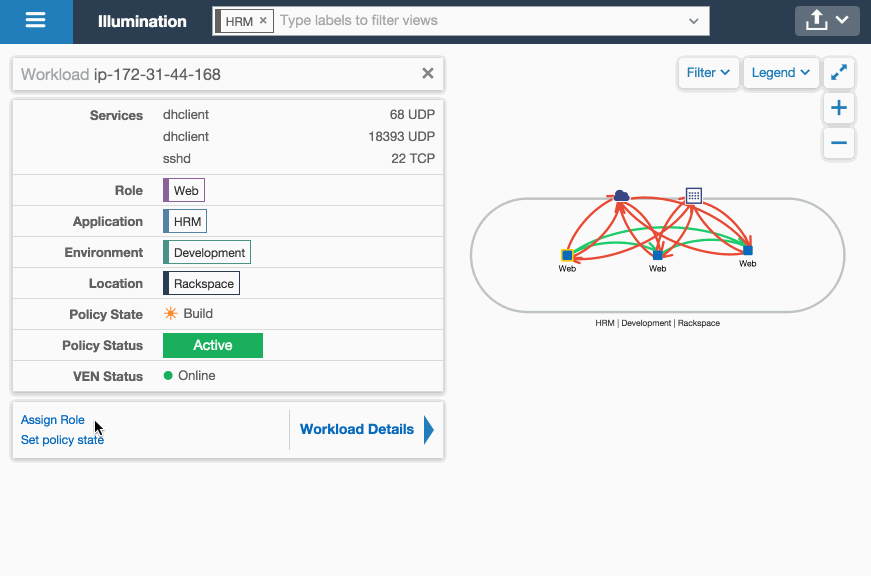 Illumination
HRM ×
Type labels to filter views
Workload ip-172-31-44-168
Services dhclient 68 UDP
dhclient 18393 UDP
sshd 22 TCP
Role Web
Application HRM
Environment Development
Location Rackspace
Policy State Build
Policy Status Active
VEN Status Online
Assign Role
Set policy state
Workload Details
Filter
Legend
Web
Web
Web
HRM | Development | Rackspace